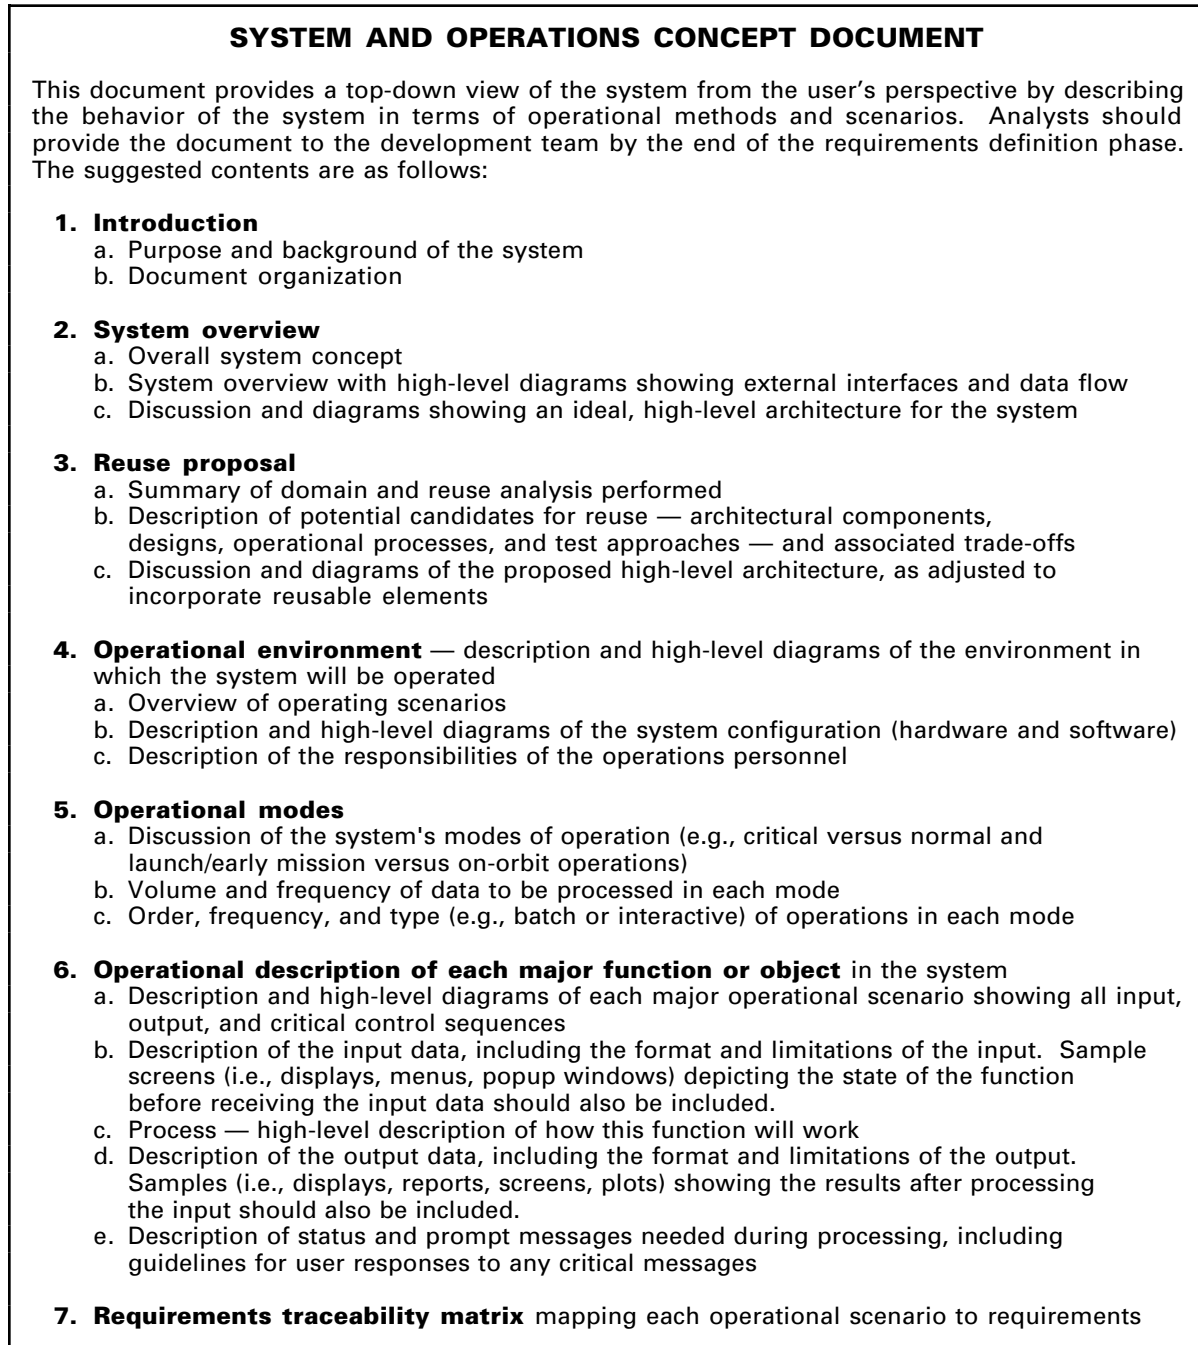 SYSTEM AND OPERATIONS CONCEPT DOCUMENT
This document provides a top-down view of the system from the user's perspective by describing
the behavior of the system in terms of operational methods and scenarios. Analysts should
provide the document to the development team by the end of the requirements definition phase.
The suggested contents are as follows:
1. Introduction
a. Purpose and background of the system
b. Document organization
2. System overview
a. Overall system concept
b. System overview with high-level diagrams showing external interfaces and data flow
c. Discussion and diagrams showing an ideal, high-level architecture for the system
3. Reuse proposal
a. Summary of domain and reuse analysis performed
b. Description of potential candidates for reuse — architectural components,
designs, operational processes, and test approaches — and associated trade-offs
c. Discussion and diagrams of the proposed high-level architecture, as adjusted to
incorporate reusable elements
4. Operational environment — description and high-level diagrams of the environment in
which the system will be operated
a. Overview of operating scenarios
b. Description and high-level diagrams of the system configuration (hardware and software)
c. Description of the responsibilities of the operations personnel
5. Operational modes
a. Discussion of the system's modes of operation (e.g., critical versus normal and
launch/early mission versus on-orbit operations)
b. Volume and frequency of data to be processed in each mode
c. Order, frequency, and type (e.g., batch or interactive) of operations in each mode
6. Operational description of each major function or object in the system
a. Description and high-level diagrams of each major operational scenario showing all input,
output, and critical control sequences
b. Description of the input data, including the format and limitations of the input. Sample
screens (i.e., displays, menus, popup windows) depicting the state of the function
before receiving the input data should also be included.
c. Process — high-level description of how this function will work
d. Description of the output data, including the format and limitations of the output.
Samples (i.e., displays, reports, screens, plots) showing the results after processing
the input should also be included.
e. Description of status and prompt messages needed during processing, including
guidelines for user responses to any critical messages
7. Requirements traceability matrix mapping each operational scenario to requirements